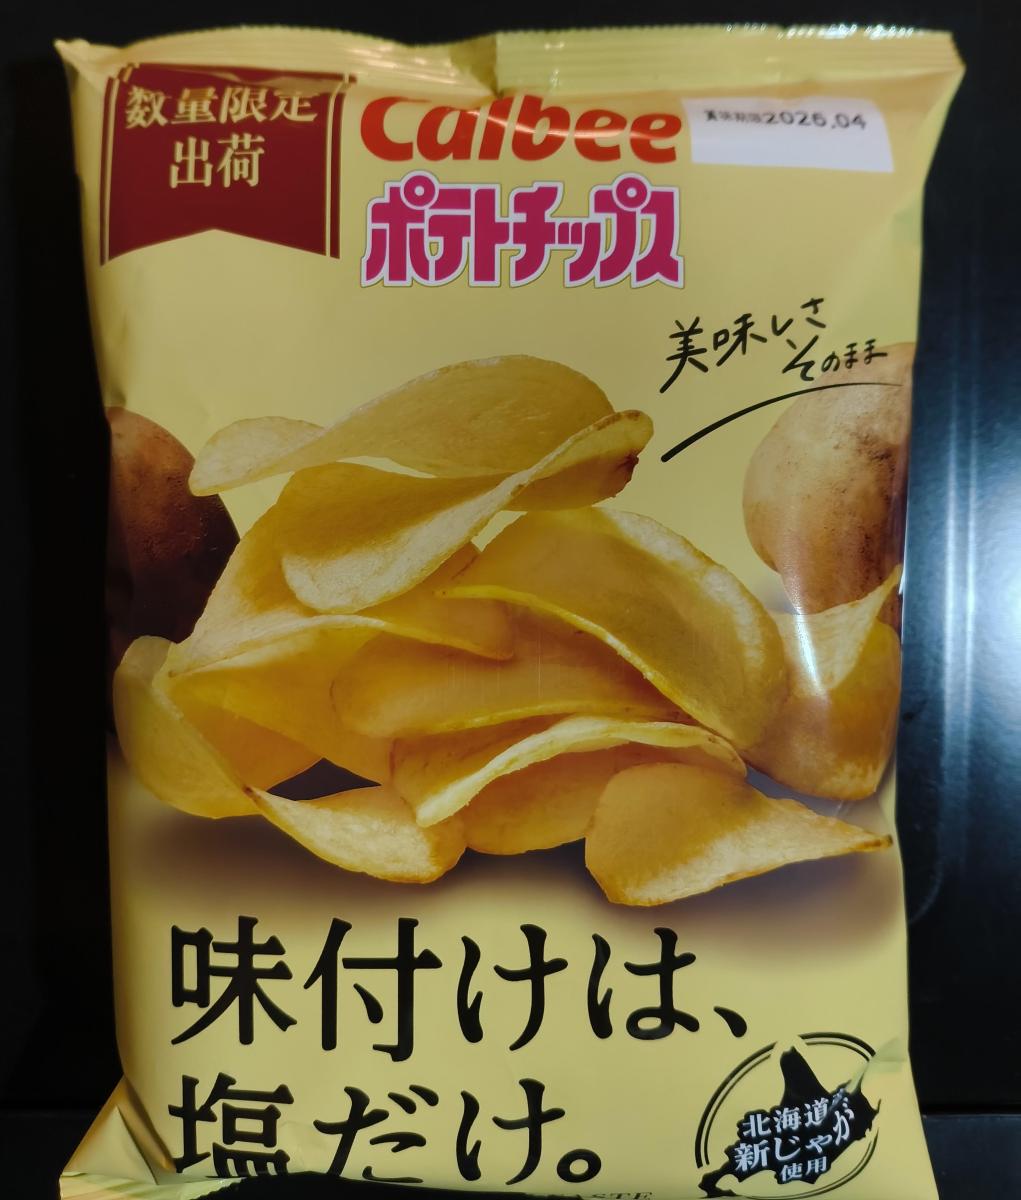 数量限定
出荷
Calbee
賞味期限2026.04
ポテトチップス
美味しさ
そのまま
味付けは、
塩だけ。
北海道
新じゃが
使用